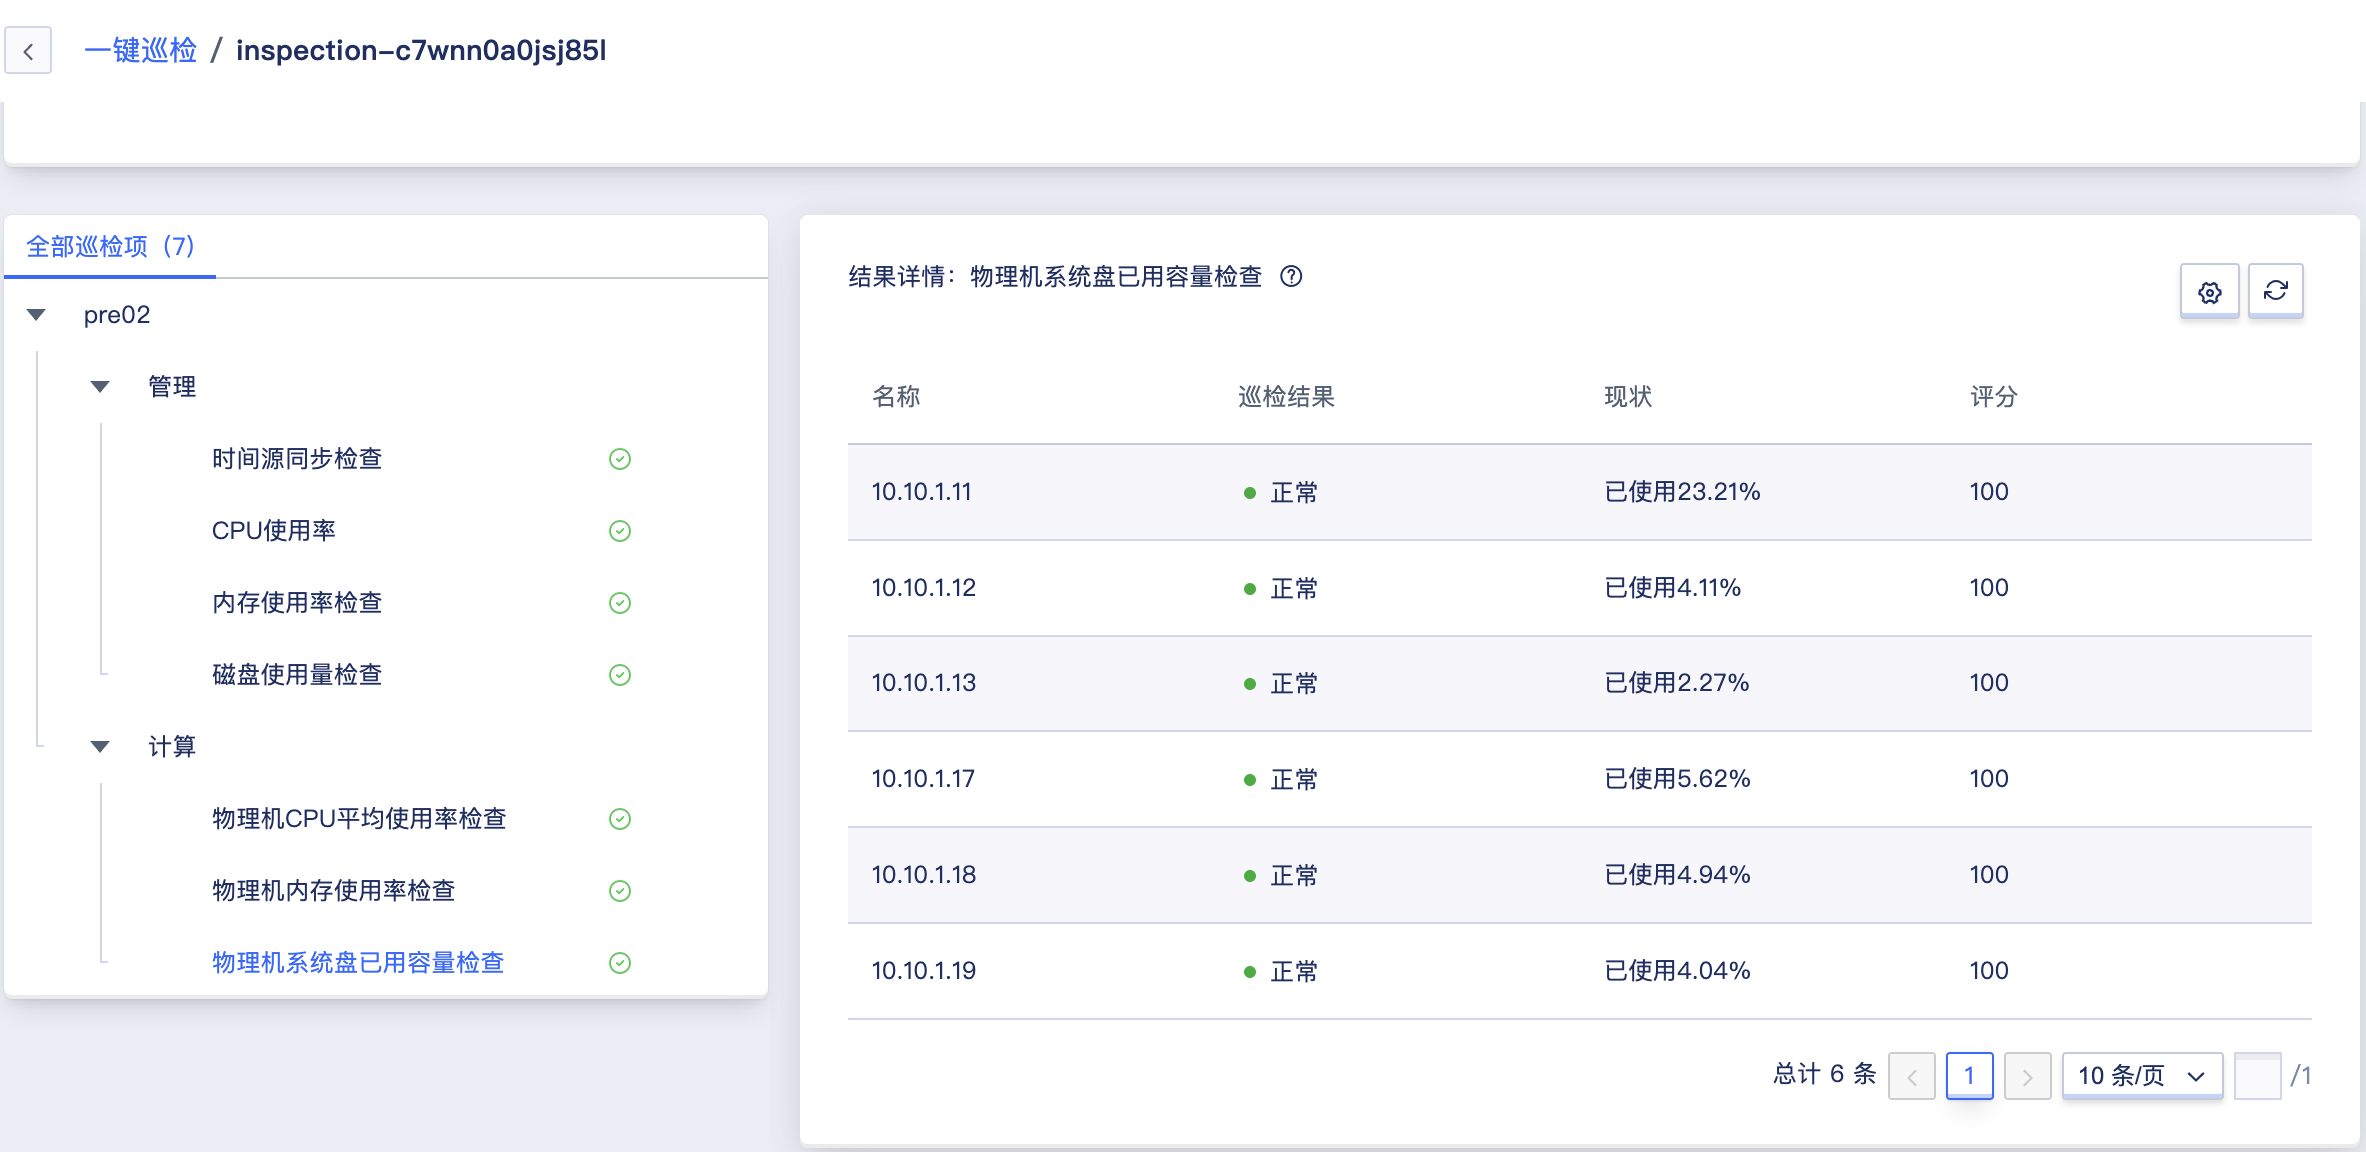 一键巡检 / inspection-c7wnn0a0jsj85l
全部巡检项 (7)
pre02
管理
时间源同步检查
CPU使用率
内存使用率检查
磁盘使用量检查
计算
物理机CPU平均使用率检查
物理机内存使用率检查
物理机系统盘已用容量检查
结果详情：物理机系统盘已用容量检查
名称 巡检结果 现状 评分
10.10.1.11 正常 已使用23.21% 100
10.10.1.12 正常 已使用4.11% 100
10.10.1.13 正常 已使用2.27% 100
10.10.1.17 正常 已使用5.62% 100
10.10.1.18 正常 已使用4.94% 100
10.10.1.19 正常 已使用4.04% 100
总计 6 条 1 10 条/页 /1